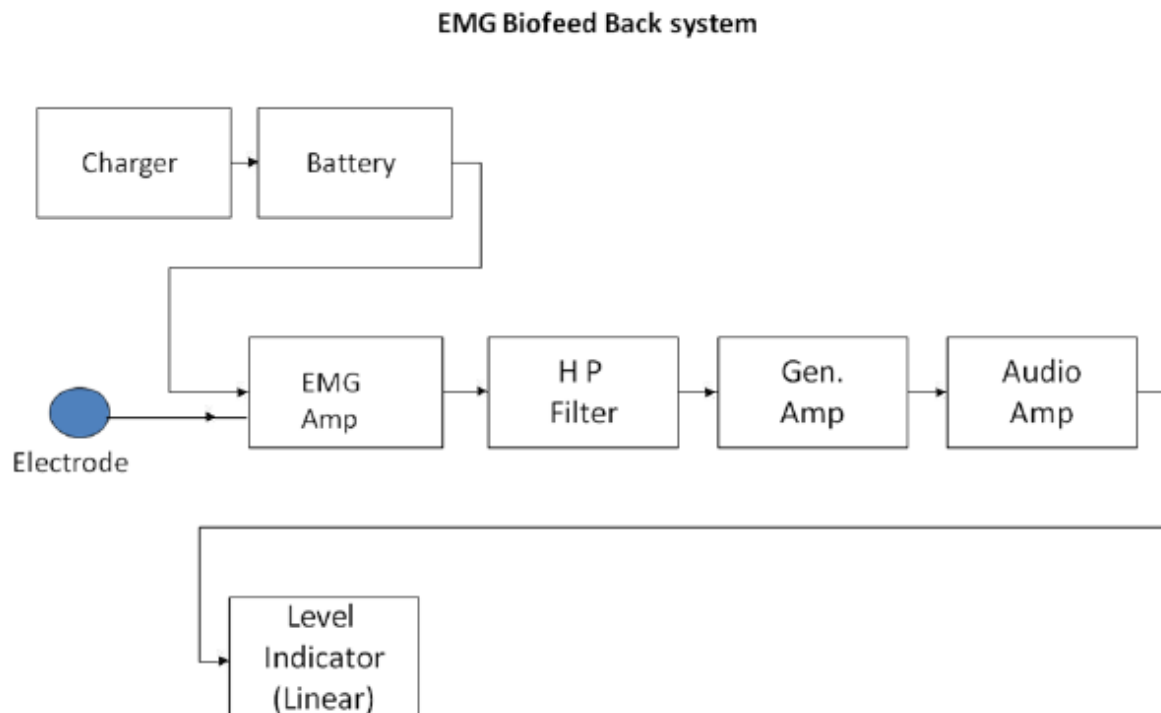 EMG Biofeed Back system
Charger
Battery
EMG
Amp
H P
Filter
Gen.
Amp
Audio
Amp
Electrode
Level
Indicator
(Linear)